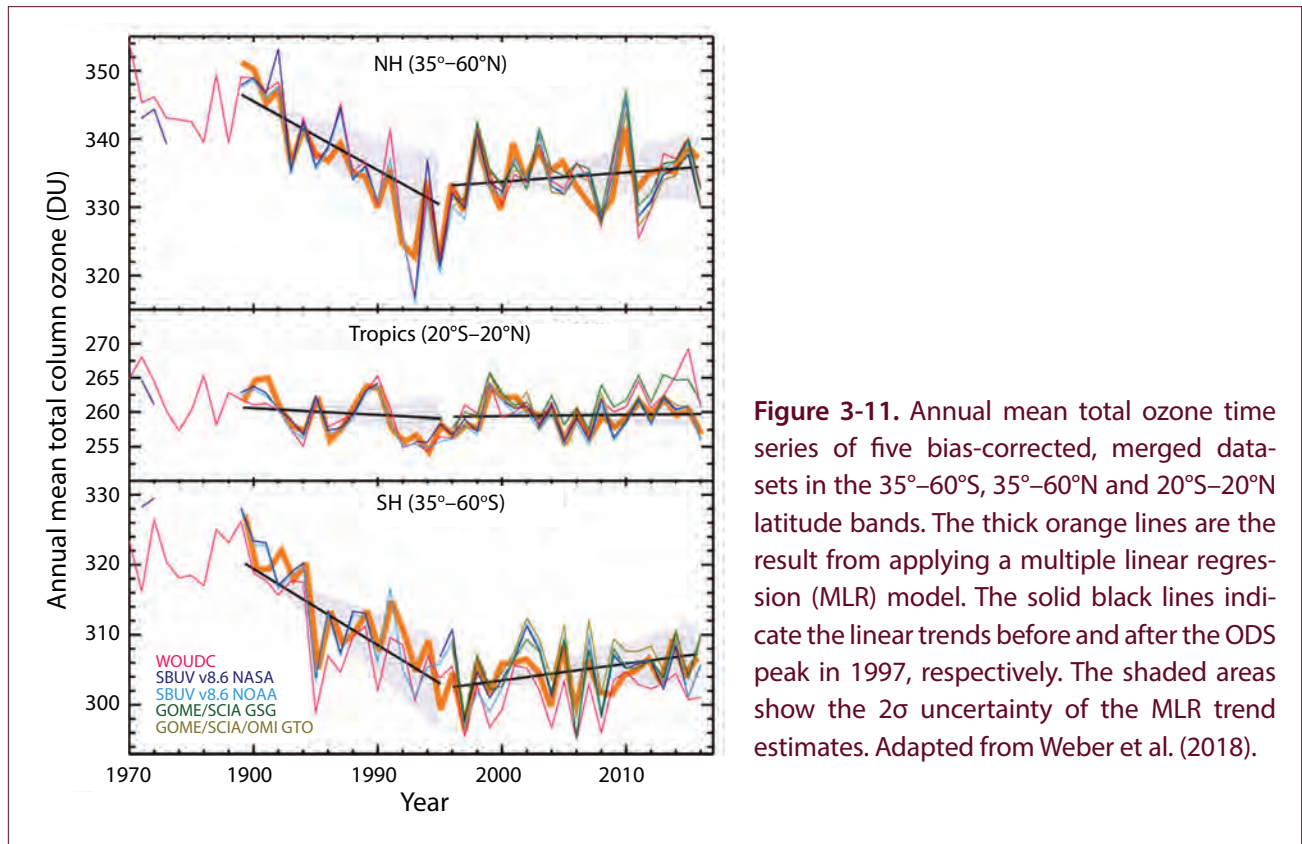 NH (35°–60°N)
350
340
330
320
Tropics (20°S–20°N)
270
265
260
255
SH (35°–60°S)
330
320
310
300
Annual mean total column ozone (DU)
WOUDC
SBUV v8.6 NASA
SBUV v8.6 NOAA
GOME/SCIA GSG
GOME/SCIA/OMI GTO
1970 1900 1990 2000 2010
Year
Figure 3-11. Annual mean total ozone time
series of five bias-corrected, merged data-
sets in the 35°–60°S, 35°–60°N and 20°S–20°N
latitude bands. The thick orange lines are the
result from applying a multiple linear regres-
sion (MLR) model. The solid black lines indi-
cate the linear trends before and after the ODS
peak in 1997, respectively. The shaded areas
show the 2σ uncertainty of the MLR trend
estimates. Adapted from Weber et al. (2018).